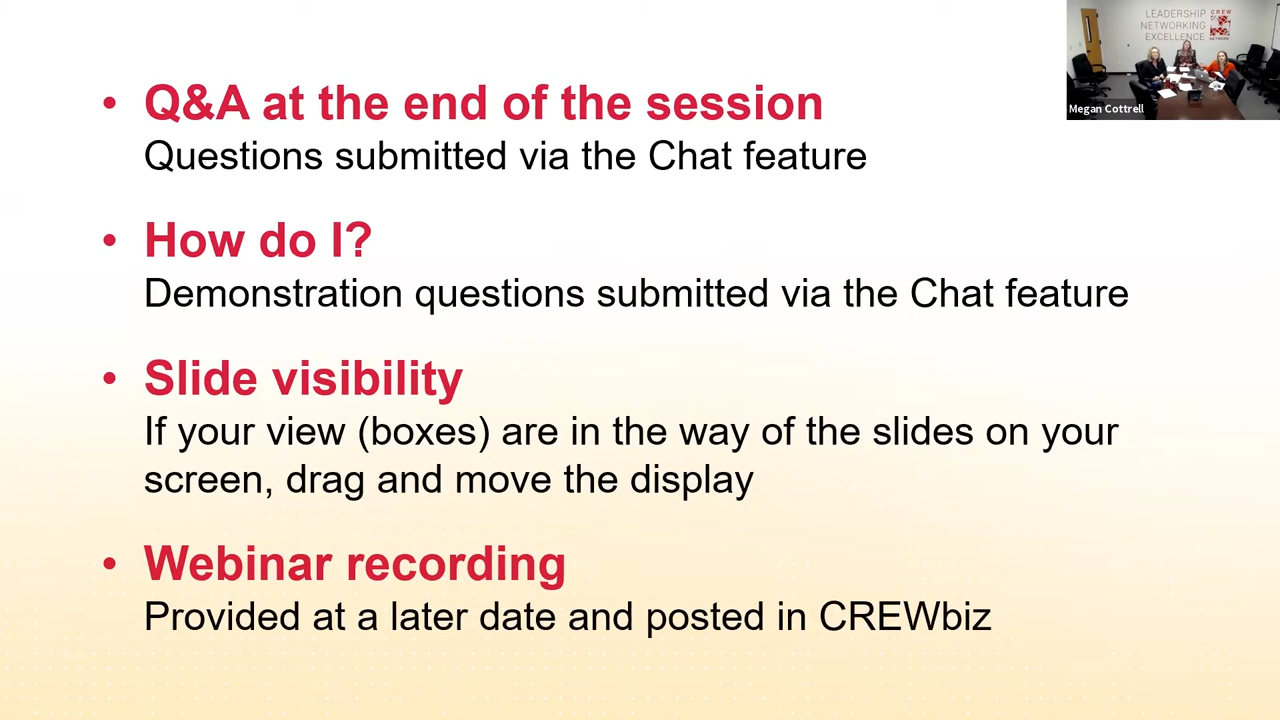 • Q&A at the end of the session
Questions submitted via the Chat feature
• How do I?
Demonstration questions submitted via the Chat feature
• Slide visibility
If your view (boxes) are in the way of the slides on your
screen, drag and move the display
• Webinar recording
Provided at a later date and posted in CREWbiz
LEADERSHIP
NETWORKING
EXCELLENCE
CREW
NETWORK
Megan Cottrell